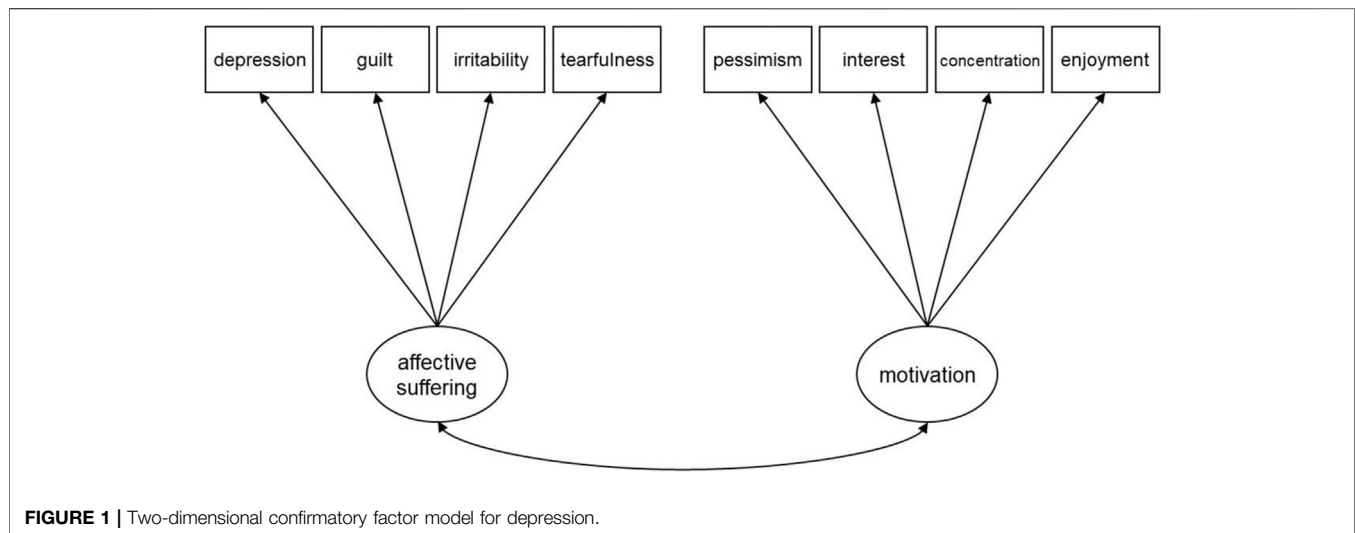 depression guilt irritability tearfulness pessimism interest concentration enjoyment
affective
suffering
motivation
FIGURE 1 | Two-dimensional confirmatory factor model for depression.